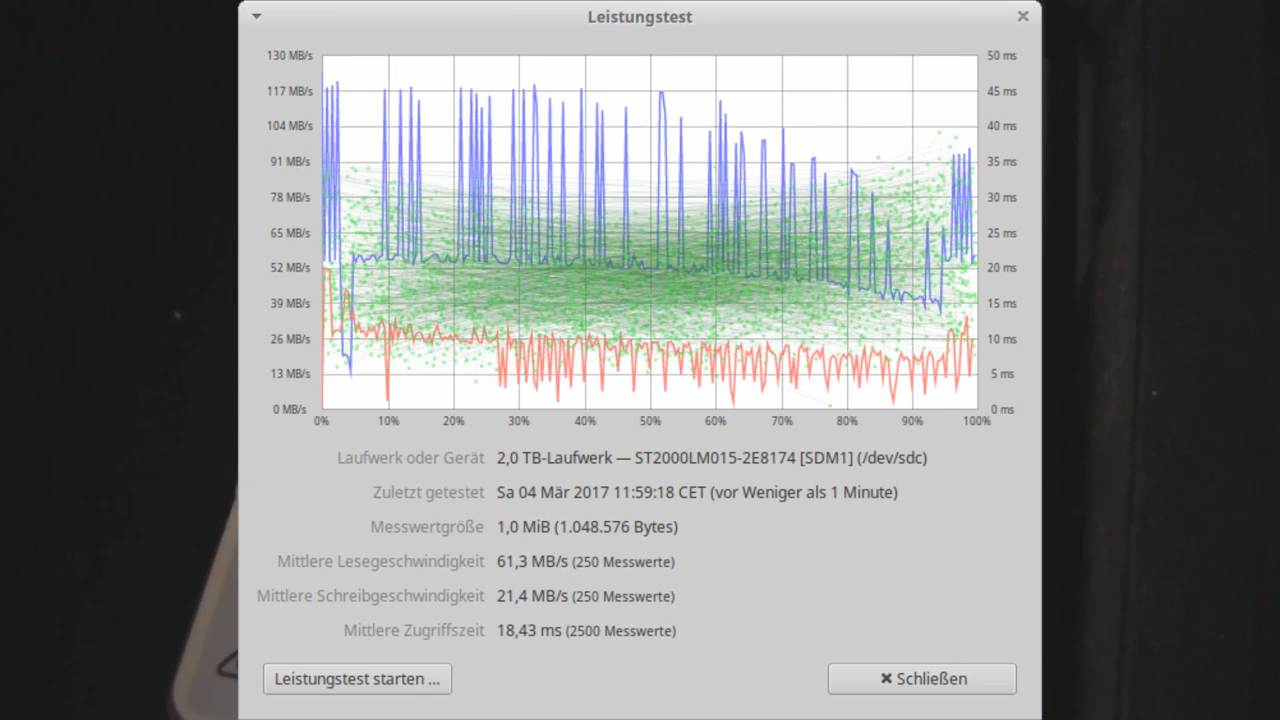 Leistungstest
130 MB/s
50 ms
117 MB/s
45 ms
104 MB/s
40 ms
91 MB/s
35 ms
78 MB/s
30 ms
65 MB/s
25 ms
52 MB/s
20 ms
39 MB/s
15 ms
26 MB/s
10 ms
13 MB/s
5 ms
0 MB/s
0 ms
0% 10% 20% 30% 40% 50% 60% 70% 80% 90% 100%
Laufwerk oder Gerät 2,0 TB-Laufwerk — ST2000LM015-2E8174 [SDM1] (/dev/sdc)
Zuletzt getestet Sa 04 Mär 2017 11:59:18 CET (vor Weniger als 1 Minute)
Messwertgröße 1,0 MiB (1.048.576 Bytes)
Mittlere Lesegeschwindigkeit 61,3 MB/s (250 Messwerte)
Mittlere Schreibgeschwindigkeit 21,4 MB/s (250 Messwerte)
Mittlere Zugriffszeit 18,43 ms (2500 Messwerte)
Leistungstest starten ...
Schließen